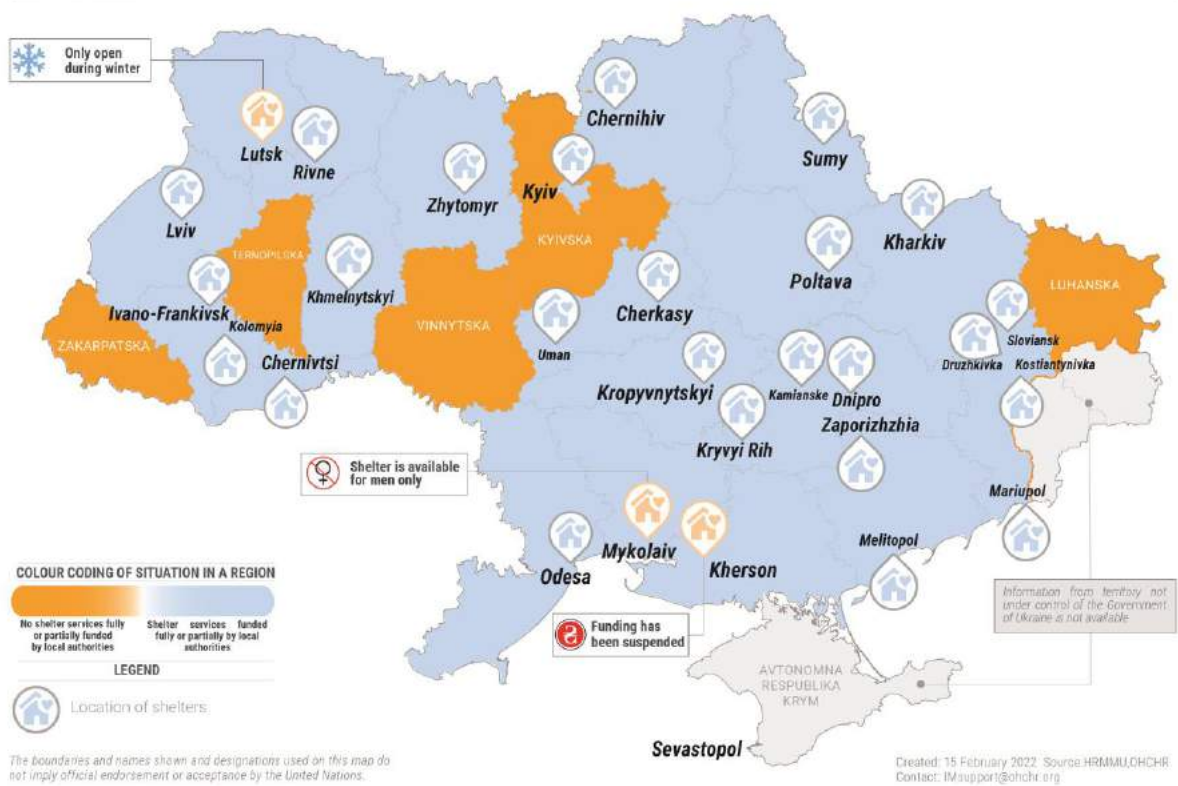 Only open
during winter
Chernihiv
Lutsk
Rivne
Sumy
Kyiv
Zhytomyr
Lviv
Kharkiv
KYIVSKA
TERNOPILSKA
Poltava
LUHANSKA
Khmelnytskyi
Ivano-Frankivsk
Cherkasy
VINNYTSKA
Kolomyia
Sloviansk
ZAKARPATSKA
Uman
Druzhkivka
Kostiantynivka
Chernivtsi
Kropyvnytskyi
Kamianske
Dnipro
Zaporizhzhia
Kryvyi Rih
Shelter is available
for men only
Mariupol
Melitopol
Mykolaiv
Odesa
Kherson
COLOUR CODING OF SITUATION IN A REGION
No shelter services fully
or partially funded
by local authorities
Shelter services funded
fully or partially by local
authorities
Information from territory not
under control of the Government
of Ukraine is not available
Funding has
been suspended
LEGEND
AVTONOMNA
RESPUBLIKA
KRYM
Location of shelters
Sevastopol
The boundaries and names shown and designations used on this map do
not imply official endorsement or acceptance by the United Nations.
Created: 15 February 2022 Source:HRMMU,OHCHR
Contact: IMsupport@ohchr.org